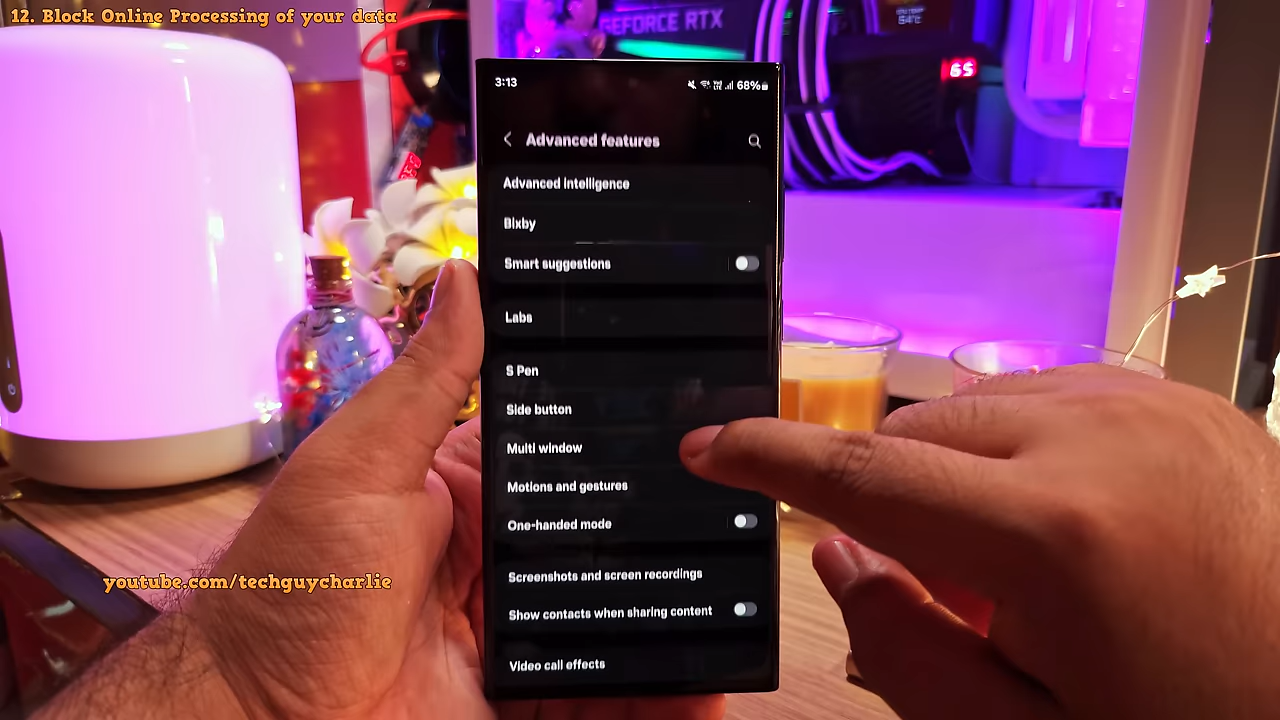 12. Block Online Processing of your data
GEFORCE RTX
65
3:13
68%
Advanced features
Advanced intelligence
Bixby
Smart suggestions
Labs
S Pen
Side button
Multi window
Motions and gestures
One-handed mode
Screenshots and screen recordings
Show contacts when sharing content
Video call effects
youtube.com/techguycharlie